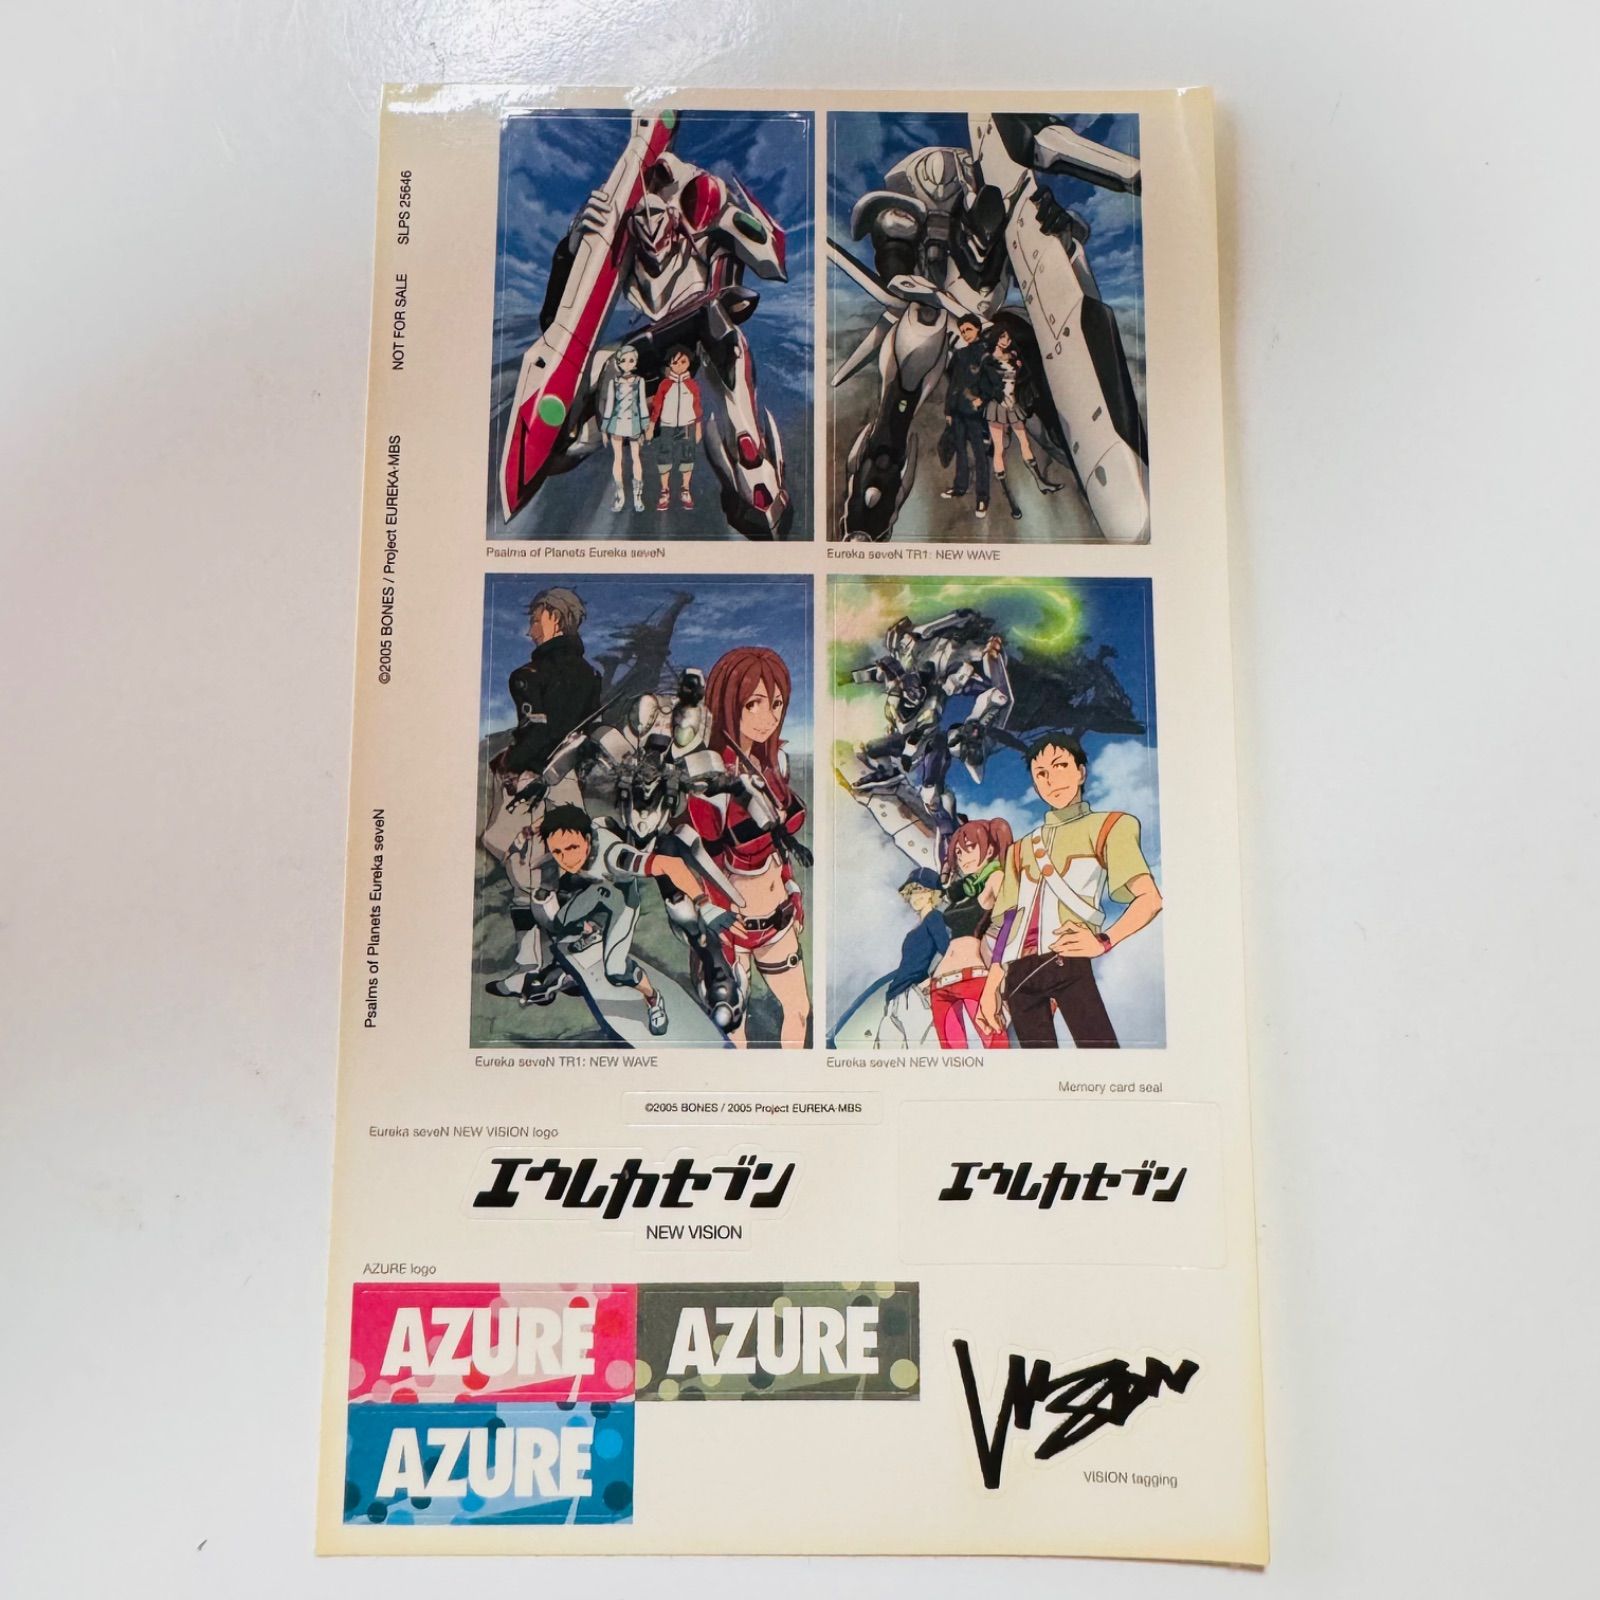 SLPS 25646
NOT FOR SALE
©2005 BONES / Project EUREKA·MBS
Psalms of Planets Eureka seveN
Psalms of Planets Eureka seveN
Eureka seveN TR1: NEW WAVE
Eureka seveN TR1: NEW WAVE
Eureka seveN NEW VISION
Memory card seal
©2005 BONES / 2005 Project EUREKA·MBS
Eureka seveN NEW VISION logo
エウレカセブン
NEW VISION
エウレカセブン
AZURE logo
AZURE
AZURE
AZURE
VISION
VISION tagging